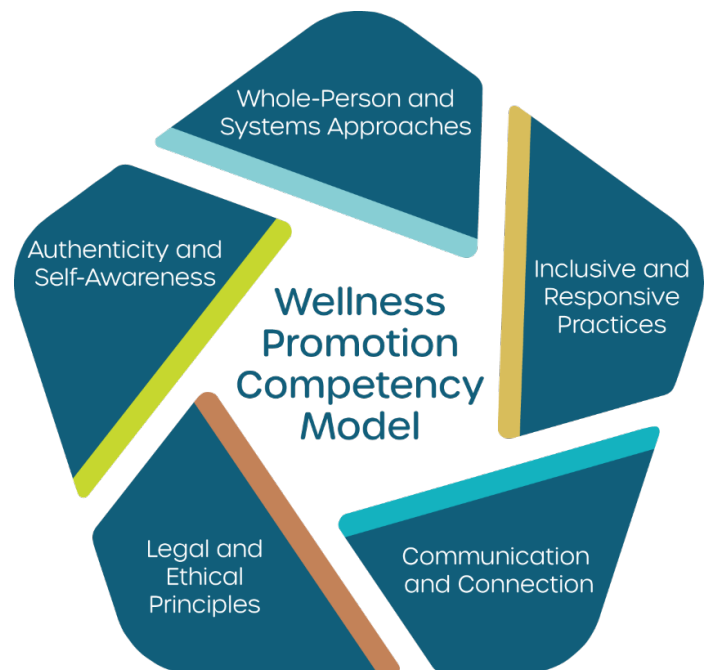 Whole-Person and
Systems Approaches
Authenticity and
Self-Awareness
Inclusive and
Responsive
Practices
Wellness
Promotion
Competency
Model
Legal and
Ethical
Principles
Communication
and Connection